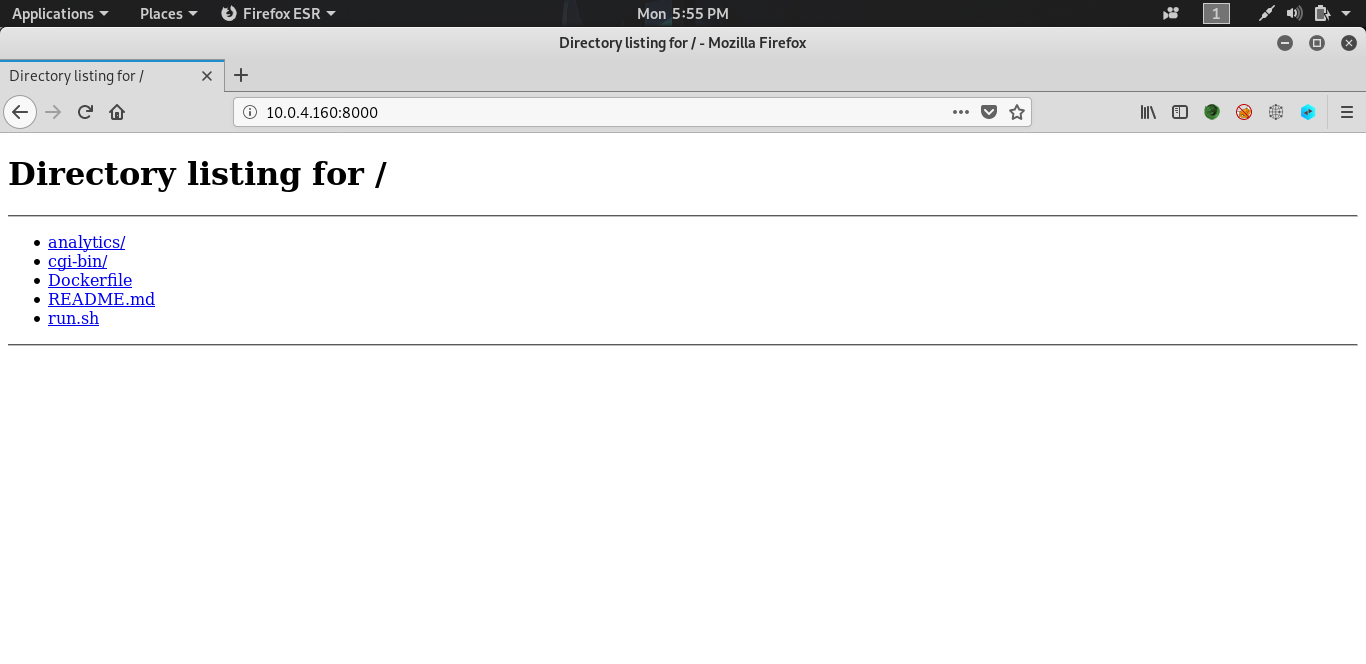 Applications Places Firefox ESR Mon 5:55 PM 1
Directory listing for / - Mozilla Firefox
Directory listing for /
10.0.4.160:8000
Directory listing for /
analytics/
cgi-bin/
Dockerfile
README.md
run.sh